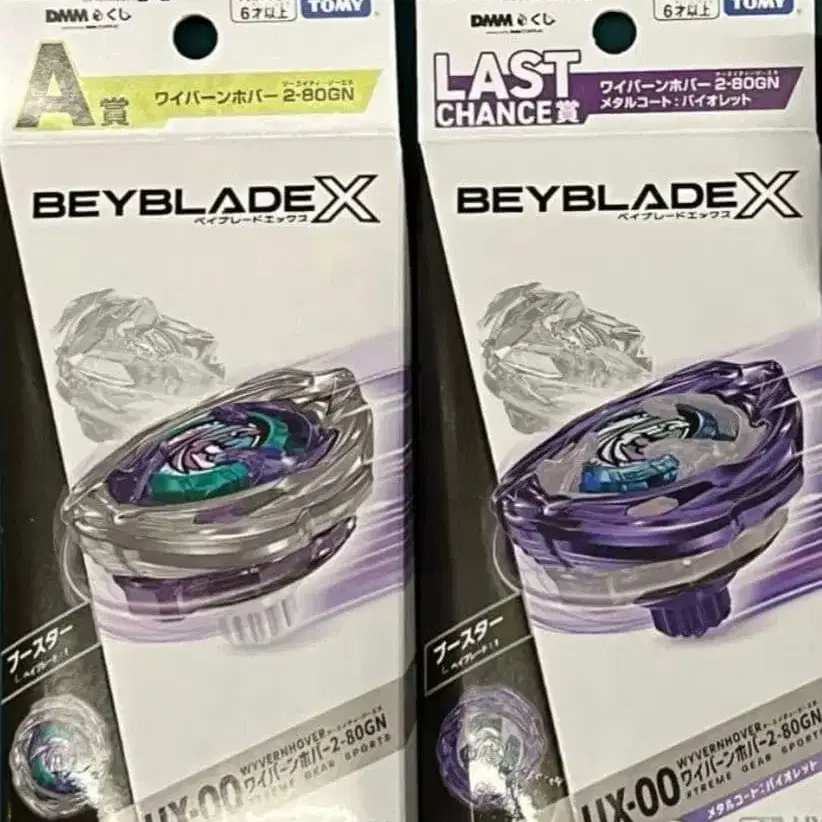 DMM くじ
6才以上
TOMY
A賞
ワイバーンホバー 2-80GN
BEYBLADE X
ベイブレードエックス
ブースター
WYVERNHOVER
UX-00 ワイバーンホバー2-80GN
XTREME GEAR SPORTS
DMM くじ
6才以上
TOMY
LAST
CHANCE賞
ワイバーンホバー 2-80GN
メタルコート:バイオレット
BEYBLADE X
ベイブレードエックス
ブースター
WYVERNHOVER
UX-00 ワイバーンホバー2-80GN
XTREME GEAR SPORTS
メタルコート:バイオレット